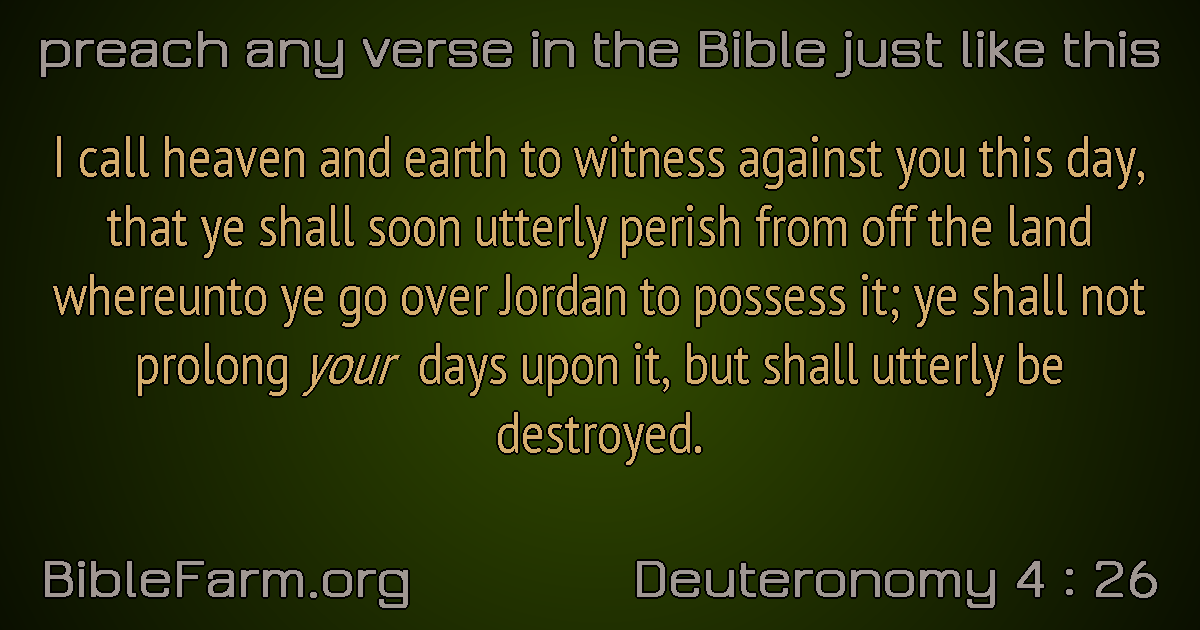 preach any verse in the Bible just like this
I call heaven and earth to witness against you this day,
that ye shall soon utterly perish from off the land
whereunto ye go over Jordan to possess it; ye shall not
prolong your days upon it, but shall utterly be
destroyed.
BibleFarm.org
Deuteronomy 4 : 26